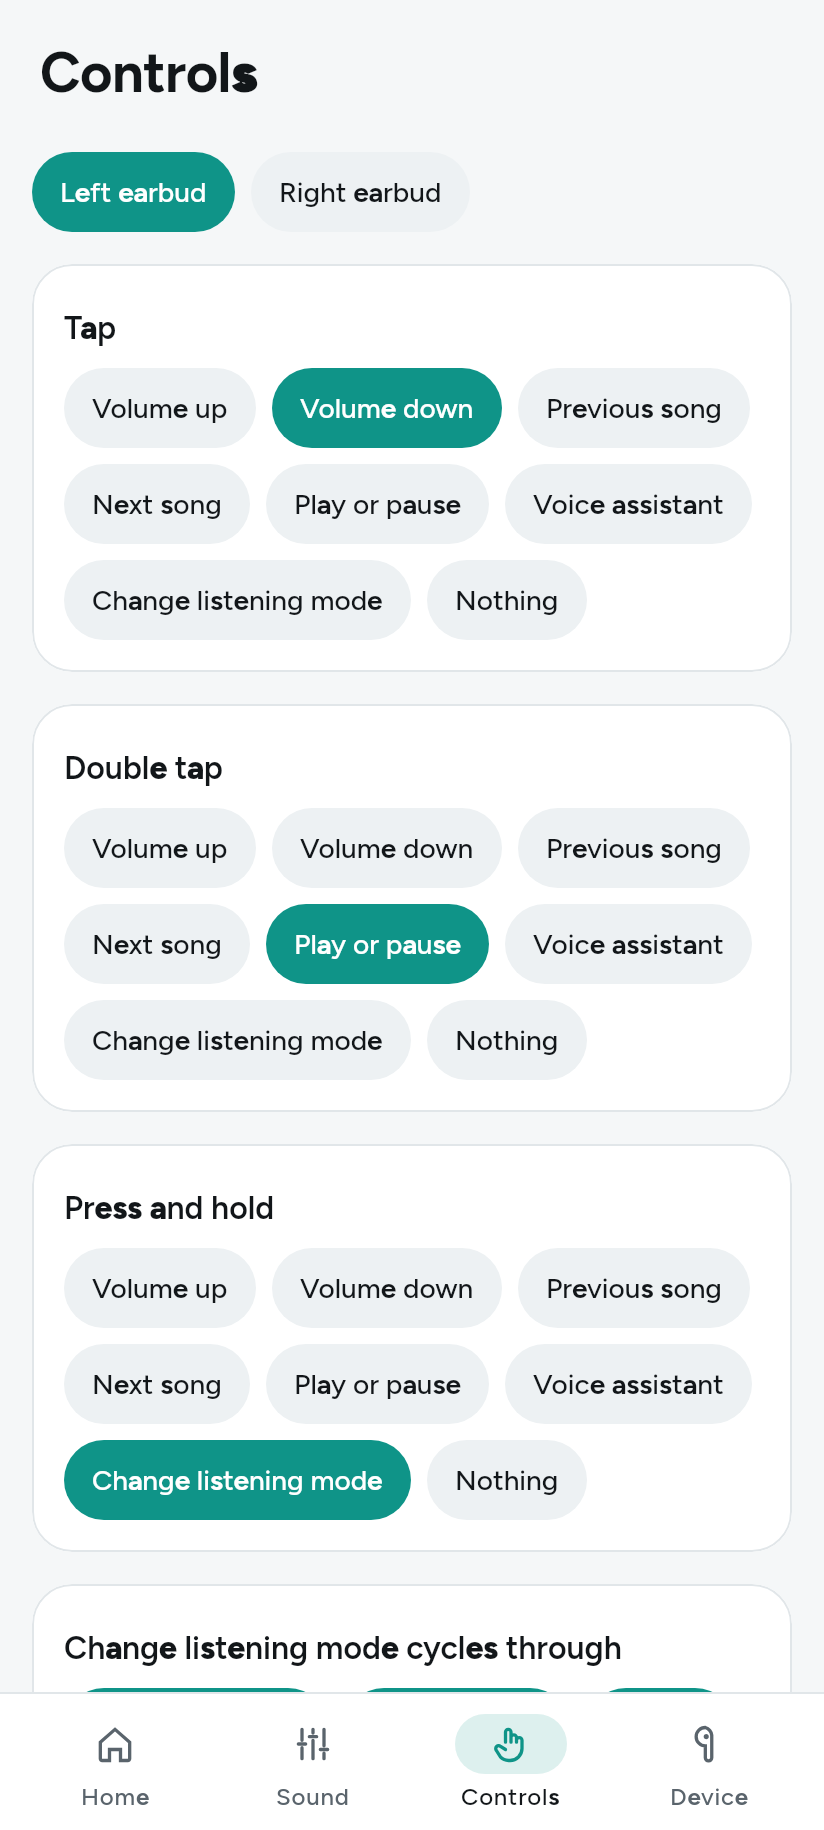 Controls
Left earbud Right earbud
Tap
Volume up Volume down Previous song
Next song Play or pause Voice assistant
Change listening mode Nothing
Double tap
Volume up Volume down Previous song
Next song Play or pause Voice assistant
Change listening mode Nothing
Press and hold
Volume up Volume down Previous song
Next song Play or pause Voice assistant
Change listening mode Nothing
Change listening mode cycles through
Home Sound Controls Device